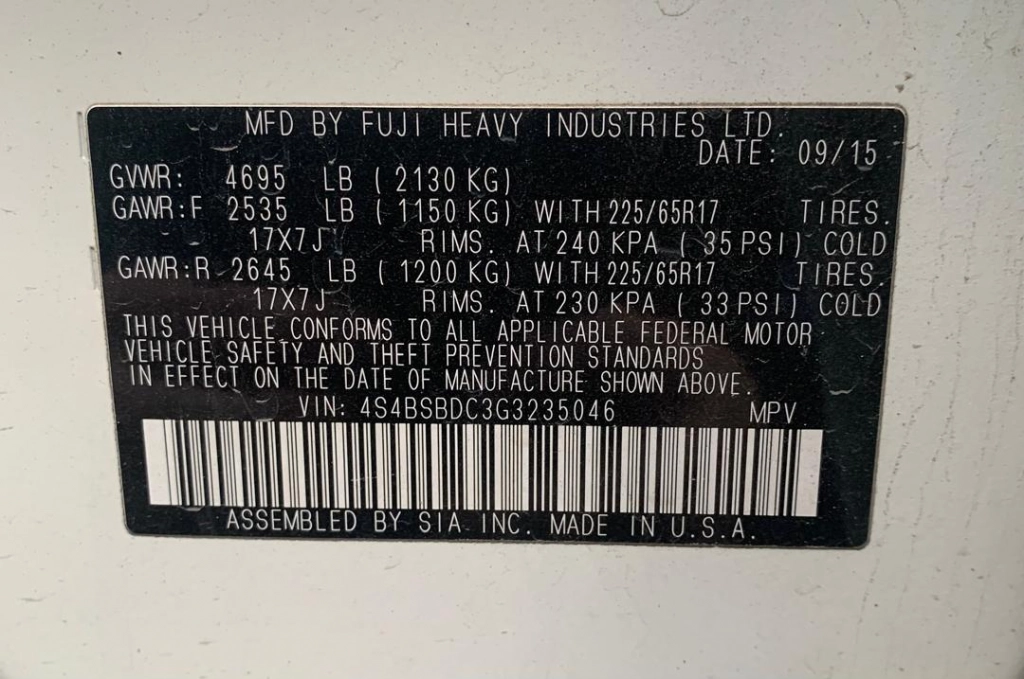 MFD BY FUJI HEAVY INDUSTRIES LTD.
DATE: 09/15
GVWR: 4695 LB ( 2130 KG)
GAWR:F 2535 LB ( 1150 KG) WITH 225/65R17 TIRES.
17X7J RIMS. AT 240 KPA ( 35 PSI) COLD
GAWR:R 2645 LB ( 1200 KG) WITH 225/65R17 TIRES.
17X7J RIMS. AT 230 KPA ( 33 PSI) COLD
THIS VEHICLE CONFORMS TO ALL APPLICABLE FEDERAL MOTOR
VEHICLE SAFETY AND THEFT PREVENTION STANDARDS
IN EFFECT ON THE DATE OF MANUFACTURE SHOWN ABOVE.
VIN: 4S4BSBDC3G3235046 MPV
ASSEMBLED BY SIA INC. MADE IN U.S.A.